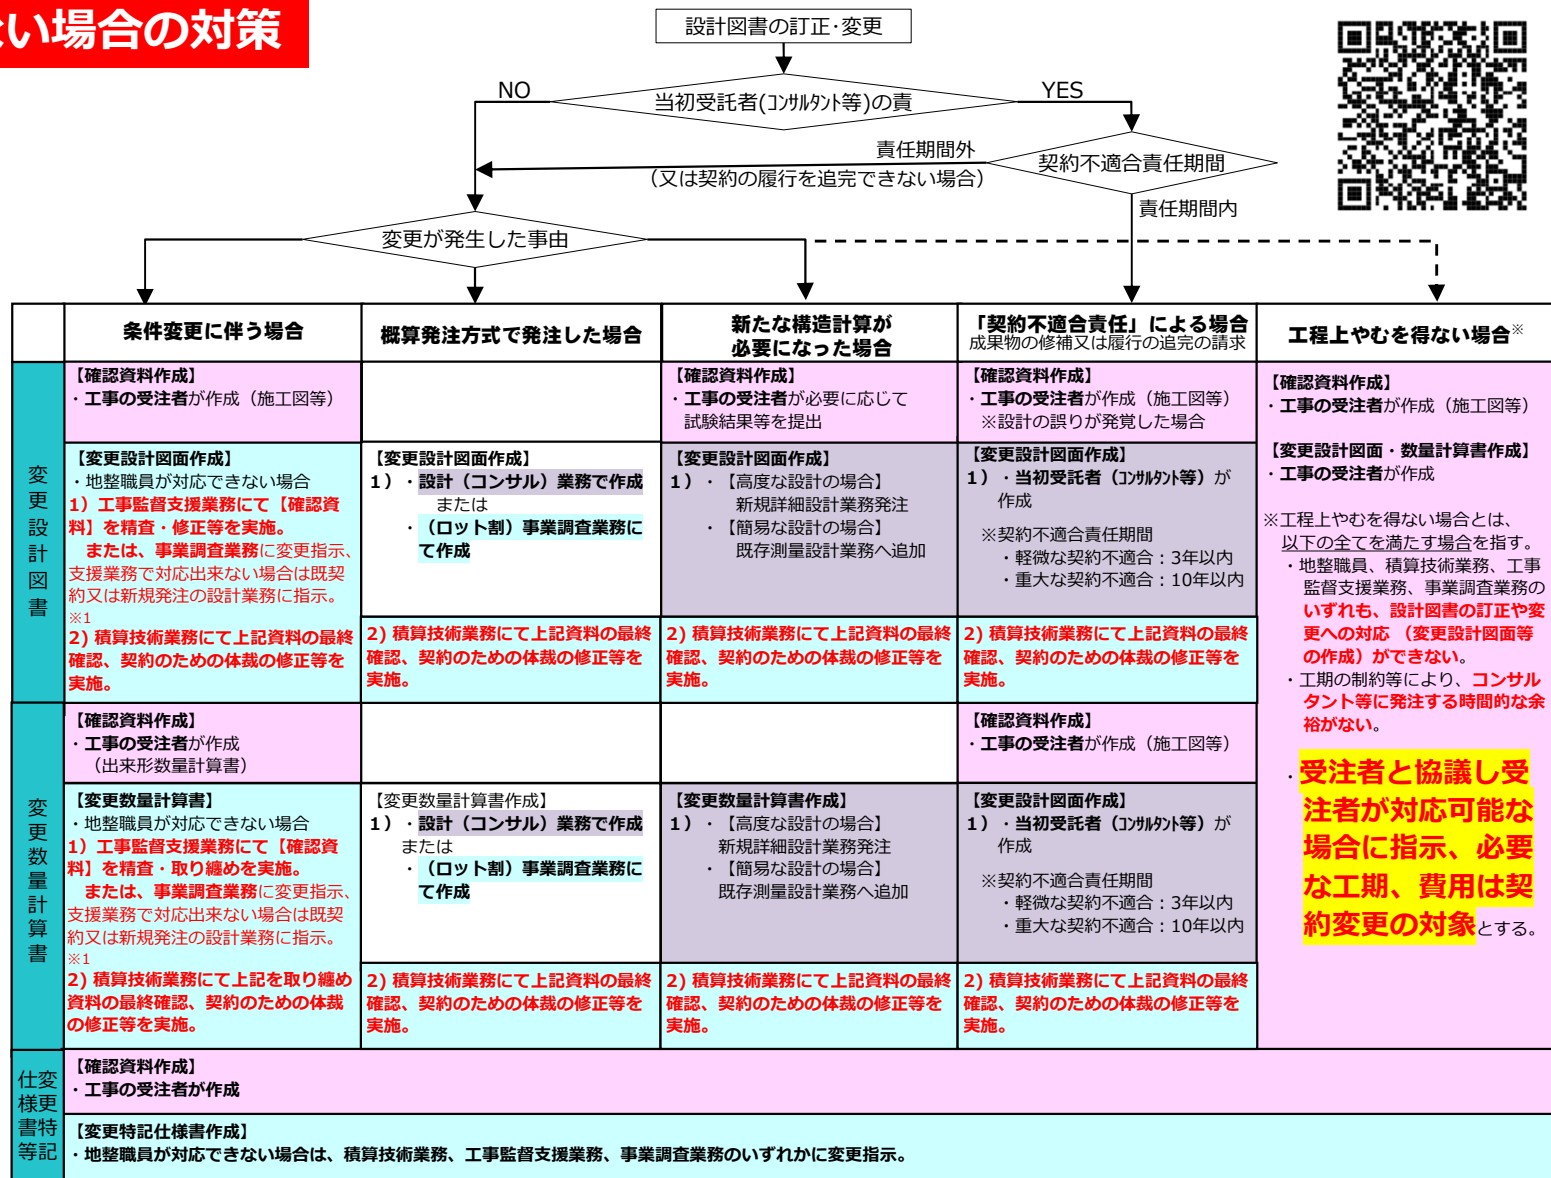 い場合の対策
設計図書の訂正・変更
NO
当初受託者(ｺﾝｻﾙﾀﾝﾄ等)の責
YES
責任期間外
(又は契約の履行を追完できない場合)
契約不適合責任期間
責任期間内
変更が発生した事由
条件変更に伴う場合
概算発注方式で発注した場合
新たな構造計算が
必要になった場合
「契約不適合責任」による場合
成果物の修補又は履行の追完の請求
工程上やむを得ない場合※
変更設計図書
【確認資料作成】
・工事の受注者が作成（施工図等）
【確認資料作成】
・工事の受注者が必要に応じて
試験結果等を提出
【確認資料作成】
・工事の受注者が作成（施工図等）
※設計の誤りが発覚した場合
【変更設計図面作成】
・地整職員が対応できない場合
1）工事監督支援業務にて【確認資
料】を精査・修正等を実施。
または、事業調査業務に変更指示、
支援業務で対応出来ない場合は既契
約又は新規発注の設計業務に指示。
※1
2) 積算技術業務にて上記資料の最終
確認、契約のための体裁の修正等を
実施。
【変更設計図面作成】
1）・設計（コンサル）業務で作成
または
・（ロット割）事業調査業務に
て作成
2) 積算技術業務にて上記資料の最終
確認、契約のための体裁の修正等を
実施。
【変更設計図面作成】
1）・【高度な設計の場合】
新規詳細設計業務発注
・【簡易な設計の場合】
既存測量設計業務へ追加
2) 積算技術業務にて上記資料の最終
確認、契約のための体裁の修正等を
実施。
【変更設計図面作成】
1）・当初受託者（ｺﾝｻﾙﾀﾝﾄ等）が
作成
※契約不適合責任期間
・軽微な契約不適合：3年以内
・重大な契約不適合：10年以内
2) 積算技術業務にて上記資料の最終
確認、契約のための体裁の修正等を
実施。
変更数量計算書
【確認資料作成】
・工事の受注者が作成
（出来形数量計算書）
【確認資料作成】
・工事の受注者が作成（施工図等）
【変更数量計算書】
・地整職員が対応できない場合
1）工事監督支援業務にて【確認資
料】を精査・取り纏めを実施。
または、事業調査業務に変更指示、
支援業務で対応出来ない場合は既契
約又は新規発注の設計業務に指示。
※1
2) 積算技術業務にて上記を取り纏め
資料の最終確認、契約のための体裁
の修正等を実施。
【変更数量計算書作成】
1）・設計（コンサル）業務で作成
または
・（ロット割）事業調査業務に
て作成
2) 積算技術業務にて上記資料の最終
確認、契約のための体裁の修正等を
実施。
【変更数量計算書作成】
1）・【高度な設計の場合】
新規詳細設計業務発注
・【簡易な設計の場合】
既存測量設計業務へ追加
2) 積算技術業務にて上記資料の最終
確認、契約のための体裁の修正等を
実施。
【変更設計図面作成】
1）・当初受託者（ｺﾝｻﾙﾀﾝﾄ等）が
作成
※契約不適合責任期間
・軽微な契約不適合：3年以内
・重大な契約不適合：10年以内
2) 積算技術業務にて上記資料の最終
確認、契約のための体裁の修正等を
実施。
【確認資料作成】
・工事の受注者が作成（施工図等）
【変更設計図面・数量計算書作成】
・工事の受注者が作成
※工程上やむを得ない場合とは、
以下の全てを満たす場合を指す。
・地整職員、積算技術業務、工事
監督支援業務、事業調査業務の
いずれも、設計図書の訂正や変
更への対応 （変更設計図面等
の作成）ができない。
・工期の制約等により、コンサル
タント等に発注する時間的な余
裕がない。
・受注者と協議し受
注者が対応可能な
場合に指示、必要
な工期、費用は契
約変更の対象とする。
変更特記
仕様書等
【確認資料作成】
・工事の受注者が作成
【変更特記仕様書作成】
・地整職員が対応できない場合は、積算技術業務、工事監督支援業務、事業調査業務のいずれかに変更指示。